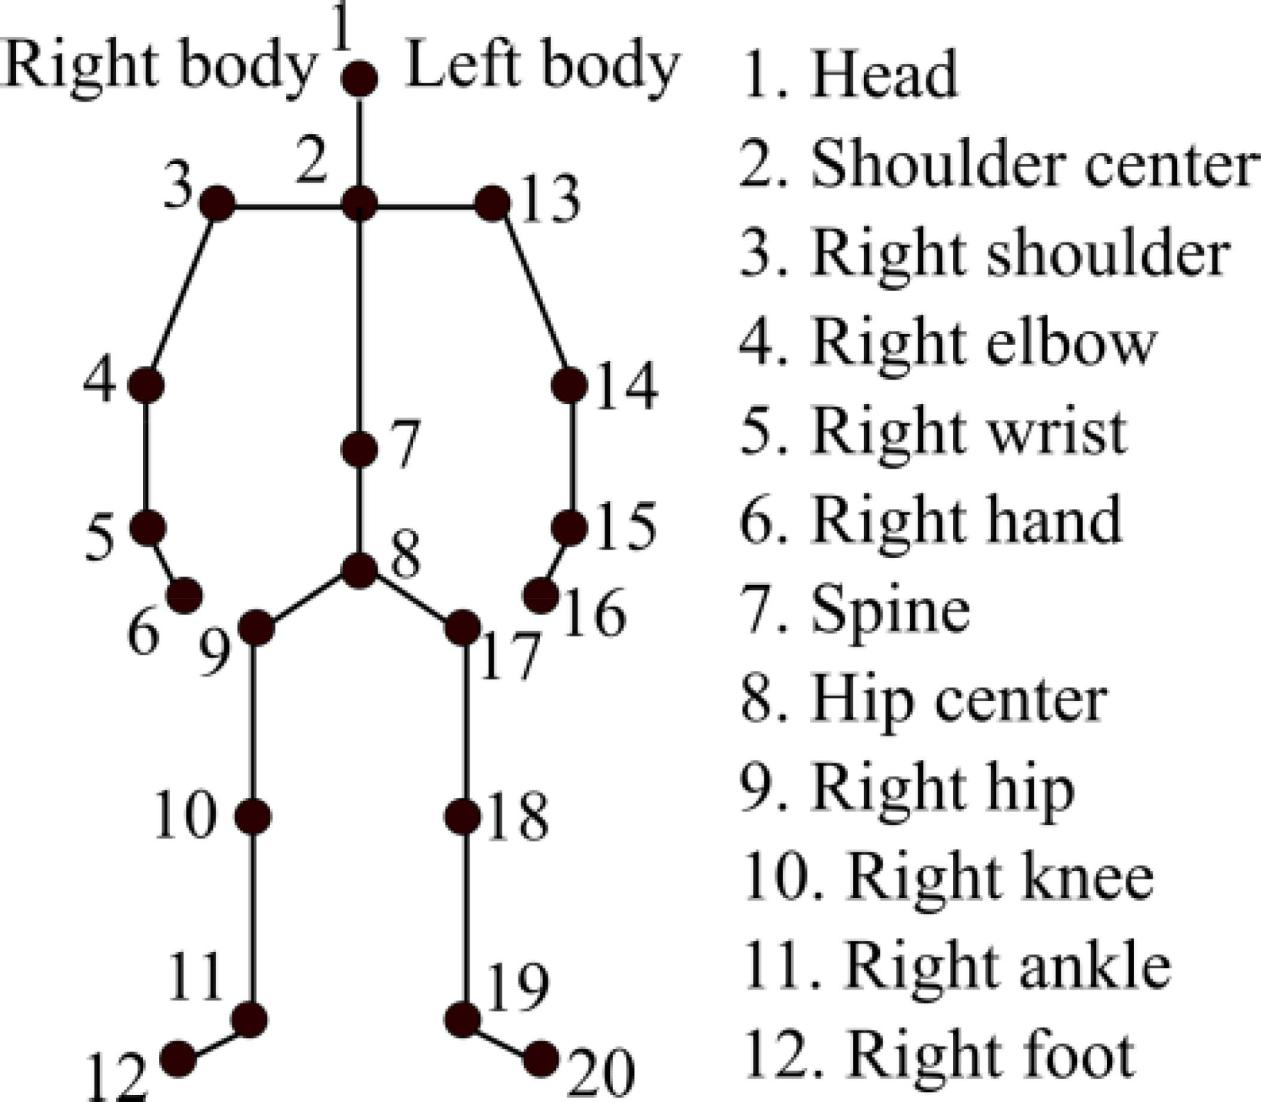 1
Right body Left body
2
3
13
4
14
7
5
15
8
6
16
9
17
10
18
11
19
12
20
1. Head
2. Shoulder center
3. Right shoulder
4. Right elbow
5. Right wrist
6. Right hand
7. Spine
8. Hip center
9. Right hip
10. Right knee
11. Right ankle
12. Right foot